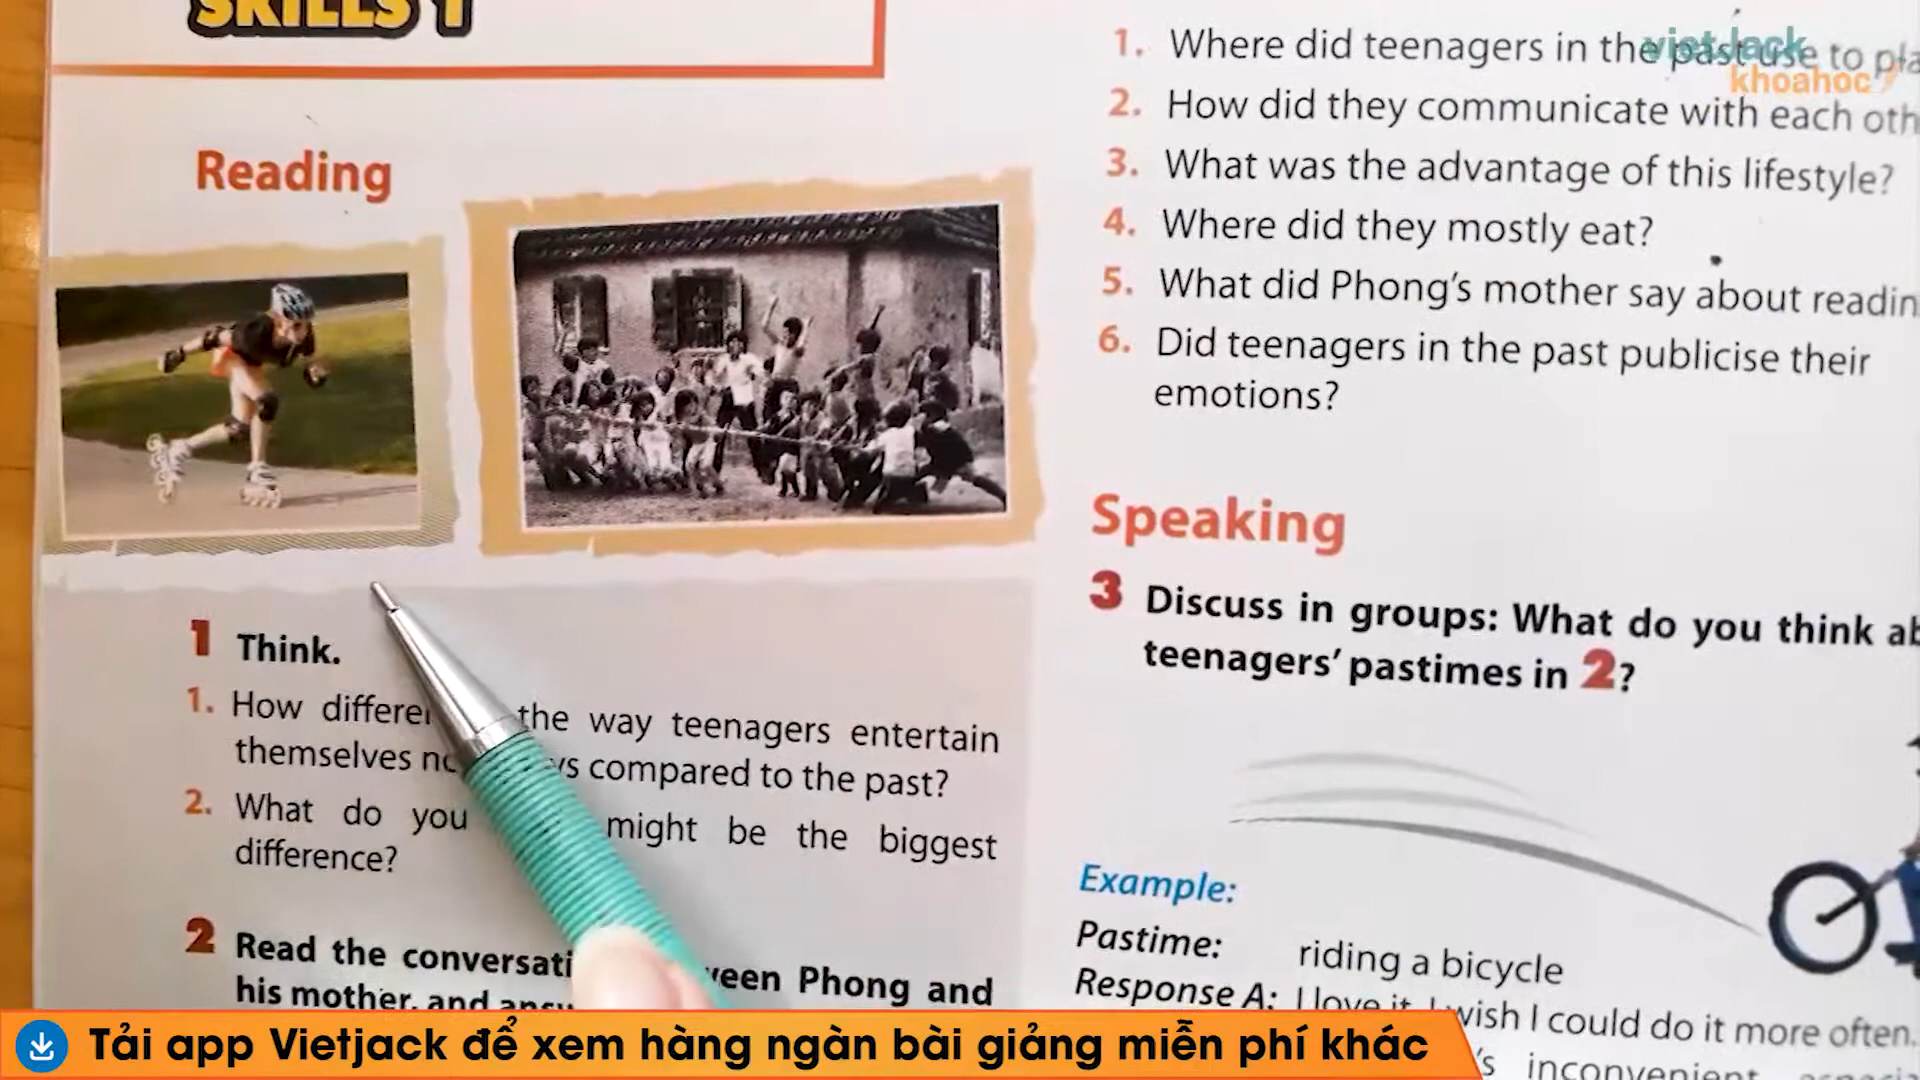 SKILLS 1
Reading
1 Think.
1. How the way teenagers entertain
themselves compared to the past?
2. What do you might be the biggest
difference?
2 Read the Phong and
his mother, and
1. Where did teenagers in the past use to
2. How did they communicate with each
3. What was the advantage of this lifestyle?
4. Where did they mostly eat?
5. What did Phong's mother say about
6. Did teenagers in the past publicise their
emotions?
Speaking
3 Discuss in groups: What do you think
teenagers' pastimes in 2?
Example:
Pastime: riding a bicycle
Response A: I love it. I wish I could do it more often.
inconvenient,
vietjack
khoahoc
Tải app Vietjack để xem hàng ngàn bài giảng miễn phí khác